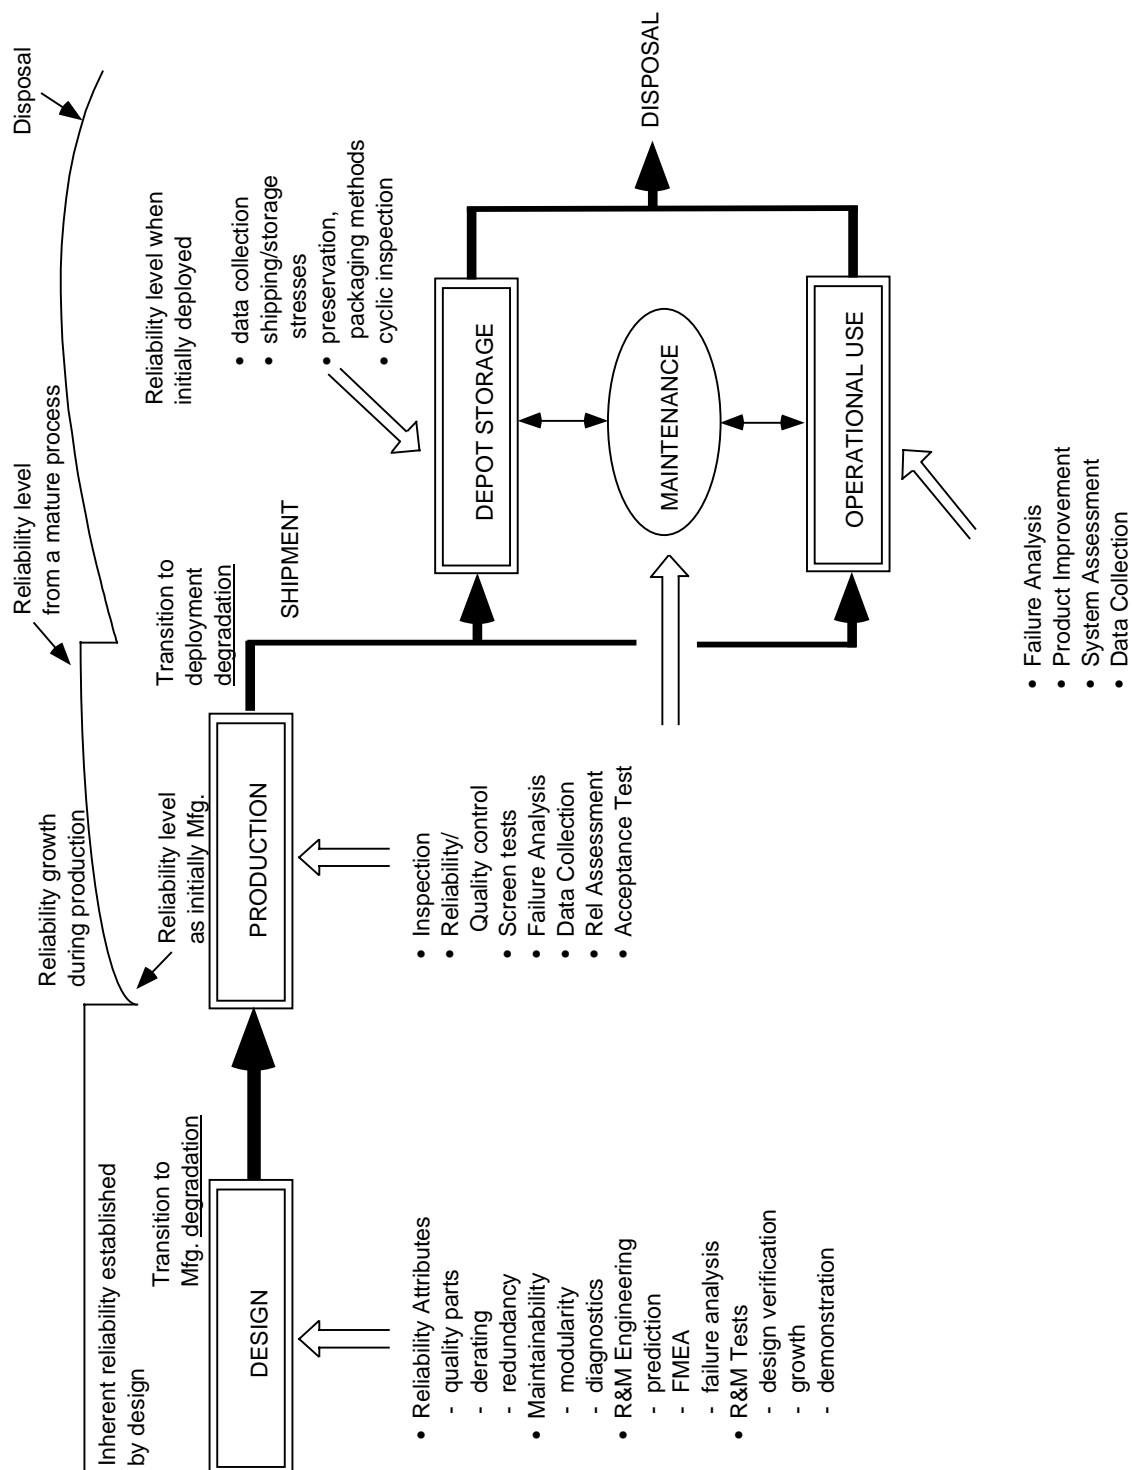 Inherent reliability established
by design
Transition to
Mfg. degradation
Reliability growth
during production
Reliability level
as initially Mfg.
Reliability level
from a mature process
Transition to
deployment
degradation
Reliability level when
initially deployed
Disposal
DESIGN
PRODUCTION
SHIPMENT
DEPOT STORAGE
MAINTENANCE
OPERATIONAL USE
DISPOSAL
• Reliability Attributes
- quality parts
- derating
- redundancy
• Maintainability
- modularity
- diagnostics
• R&M Engineering
- prediction
- FMEA
- failure analysis
• R&M Tests
- design verification
- growth
- demonstration
• Inspection
• Reliability/
Quality control
• Screen tests
• Failure Analysis
• Data Collection
• Rel Assessment
• Acceptance Test
• data collection
• shipping/storage
stresses
• preservation,
packaging methods
• cyclic inspection
• Failure Analysis
• Product Improvement
• System Assessment
• Data Collection